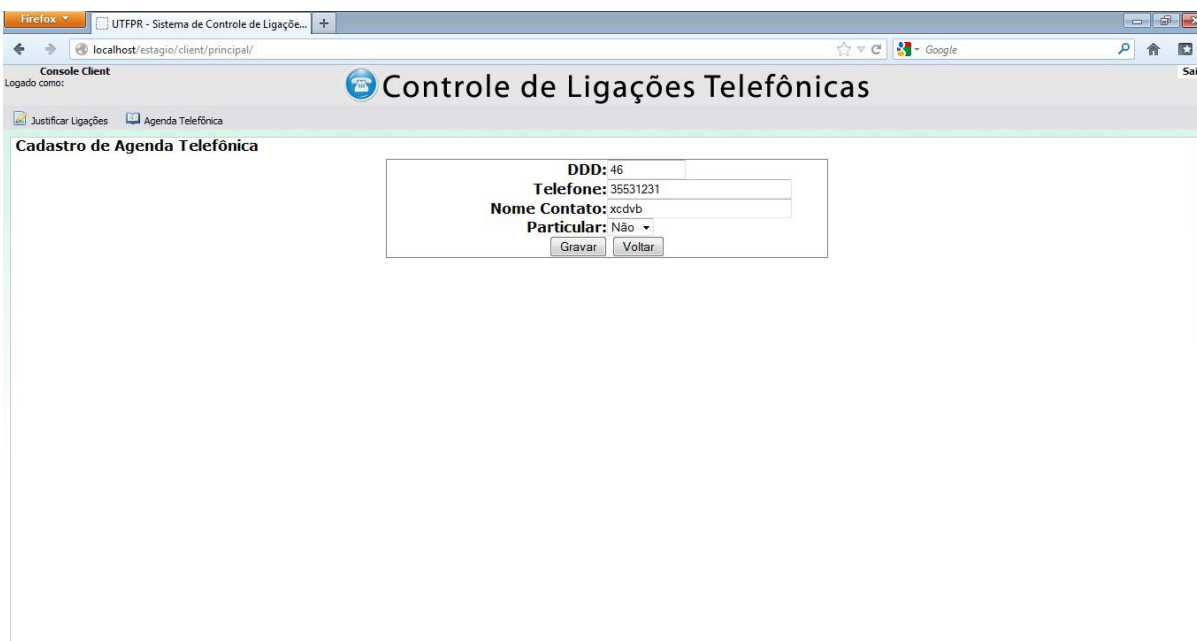 Firefox
UTFPR - Sistema de Controle de Ligaçõe... +
localhost/estagio/client/principal/
Google
Console Client
Logado como:
Controle de Ligações Telefônicas
Sai
Justificar Ligações Agenda Telefônica
Cadastro de Agenda Telefônica
DDD: 46
Telefone: 35531231
Nome Contato: xcdvb
Particular: Não
Gravar Voltar